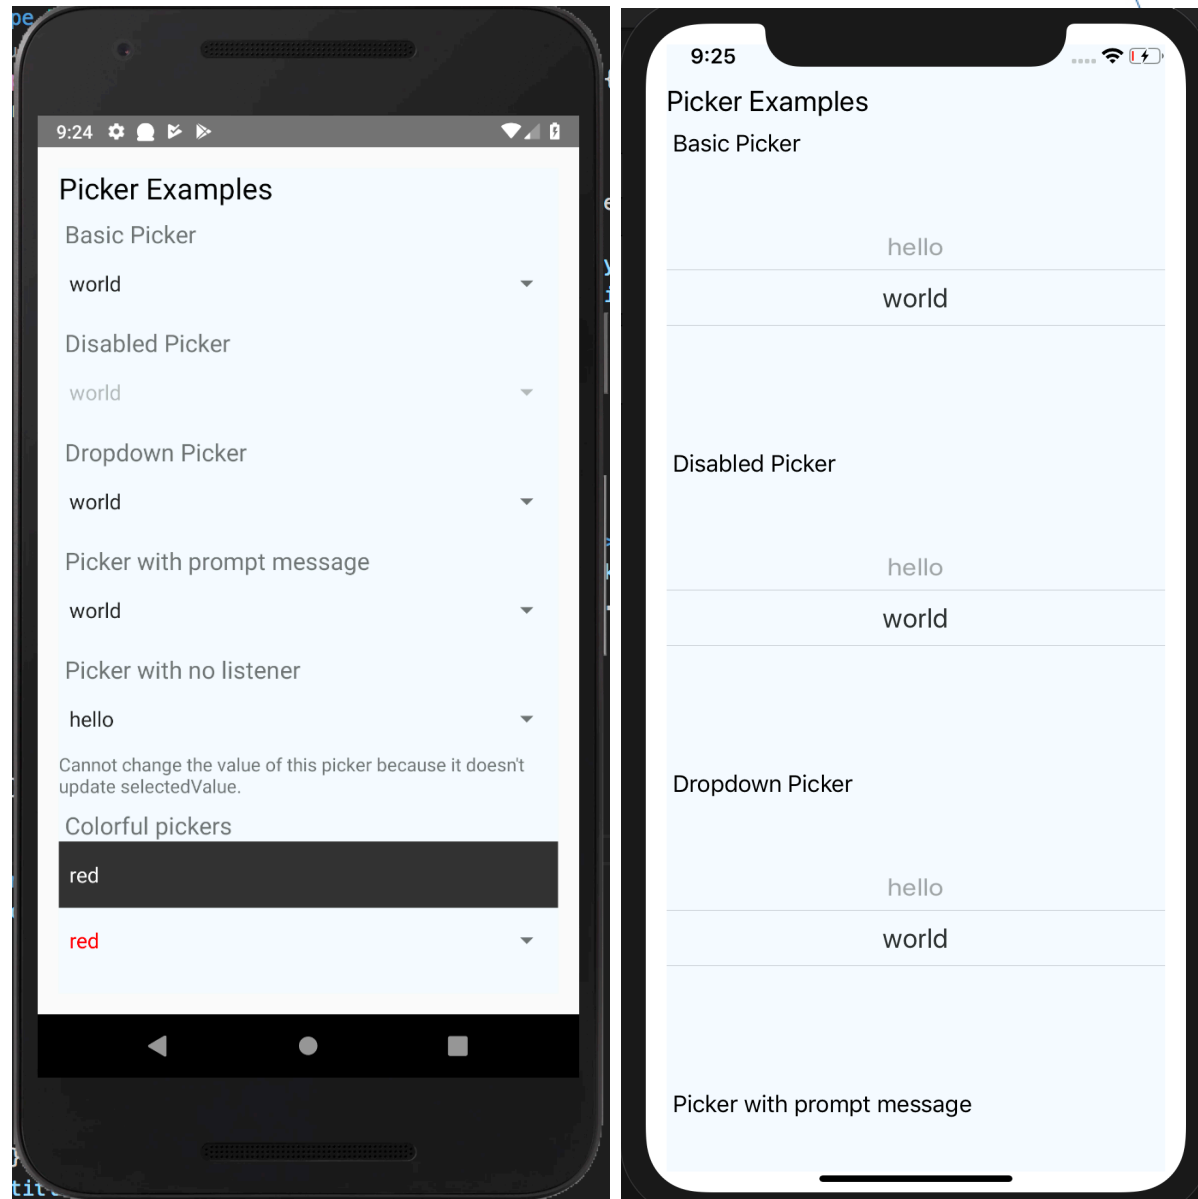 9:24
Picker Examples
Basic Picker
world
Disabled Picker
world
Dropdown Picker
world
Picker with prompt message
world
Picker with no listener
hello
Cannot change the value of this picker because it doesn't
update selectedValue.
Colorful pickers
red
red
9:25
Picker Examples
Basic Picker
hello
world
Disabled Picker
hello
world
Dropdown Picker
hello
world
Picker with prompt message